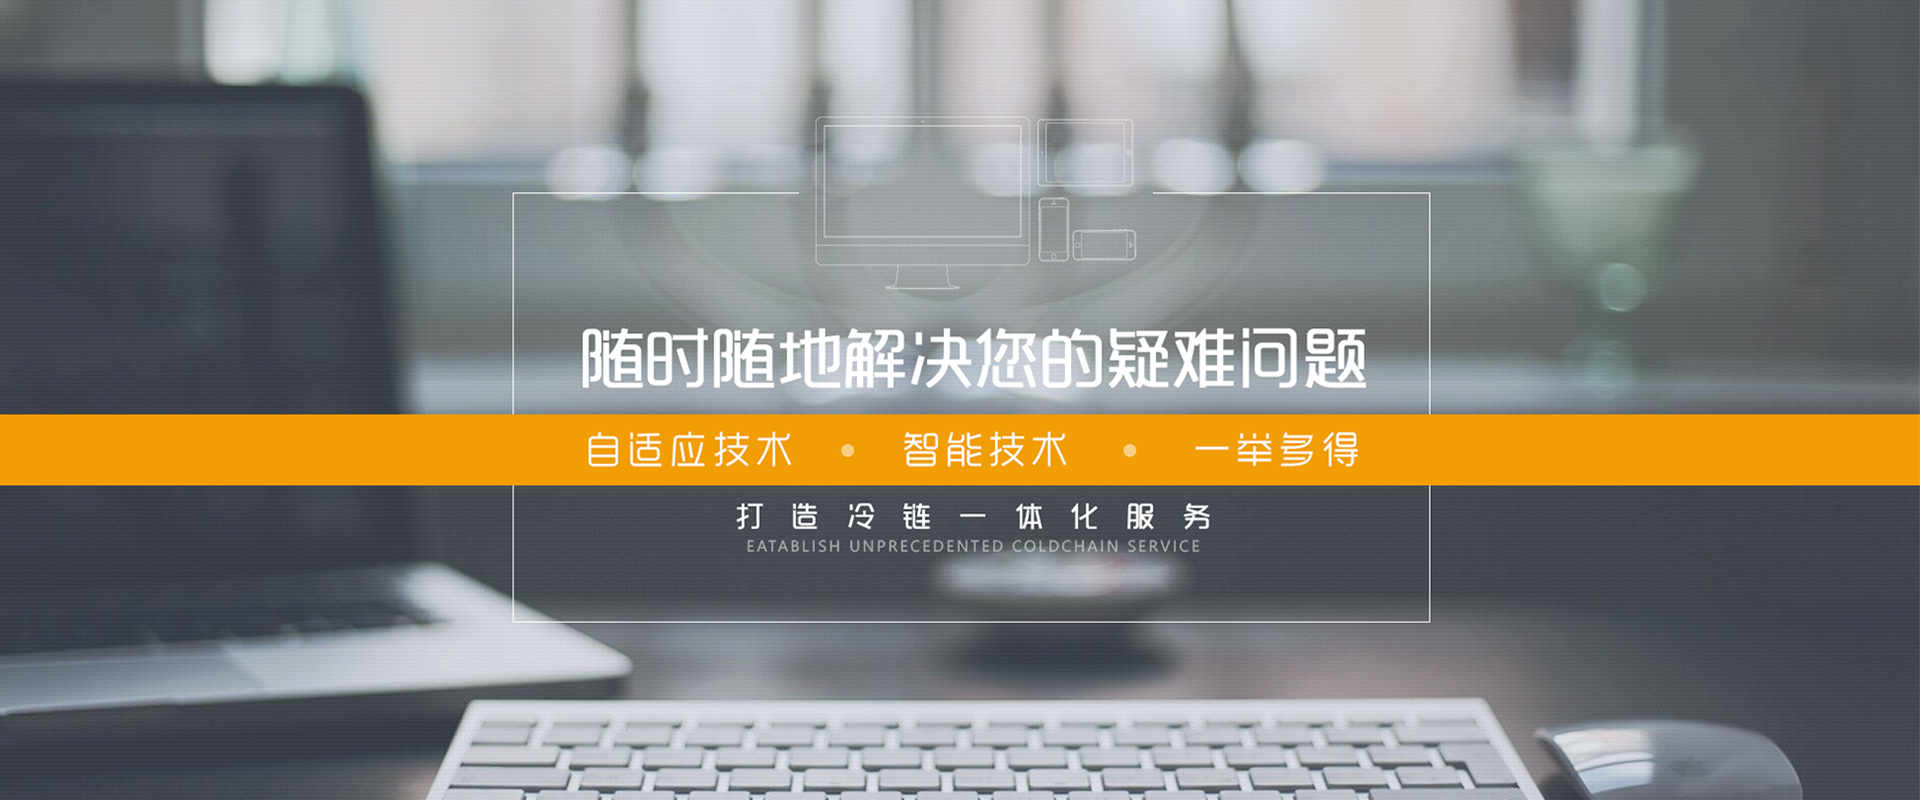 随时随地解决您的疑难问题
自适应技术 • 智能技术 • 一举多得
打造冷链一体化服务
EATABLISH UNPRECEDENTED COLDCHAIN SERVICE